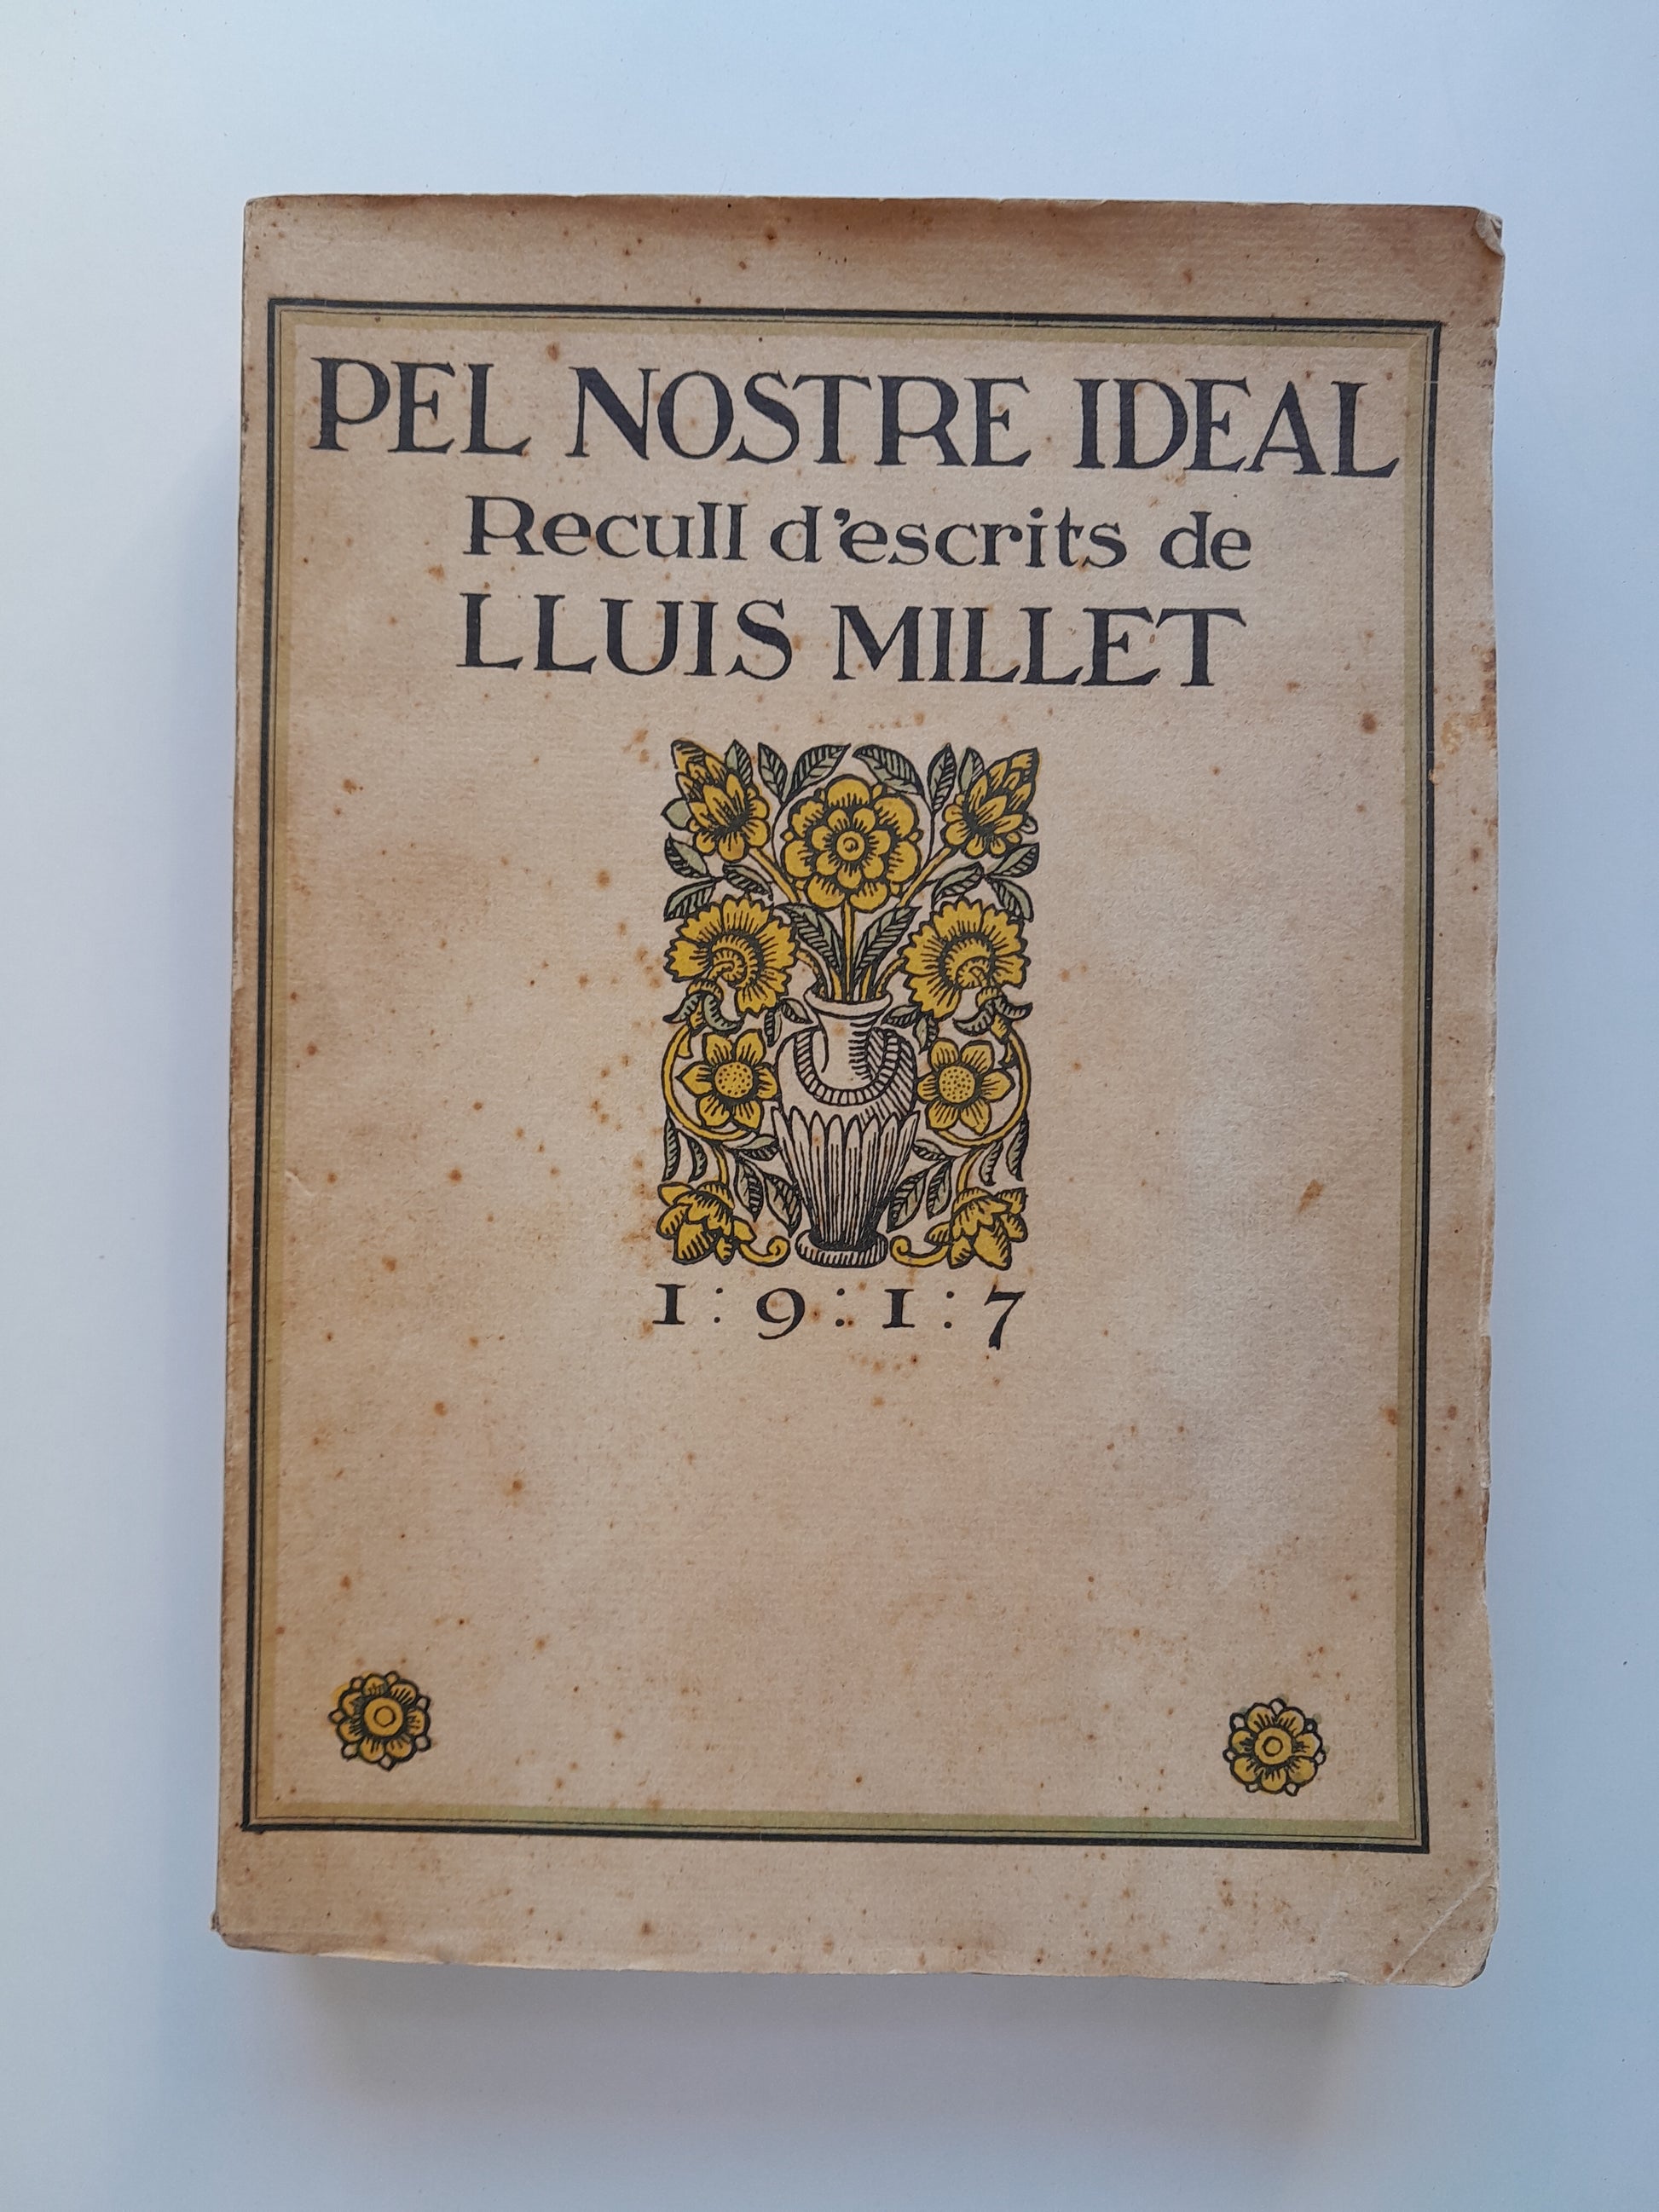 PEL NOSTRE IDEAL
Recull d'escrits de
LLUIS MILLET
1:9:1:7